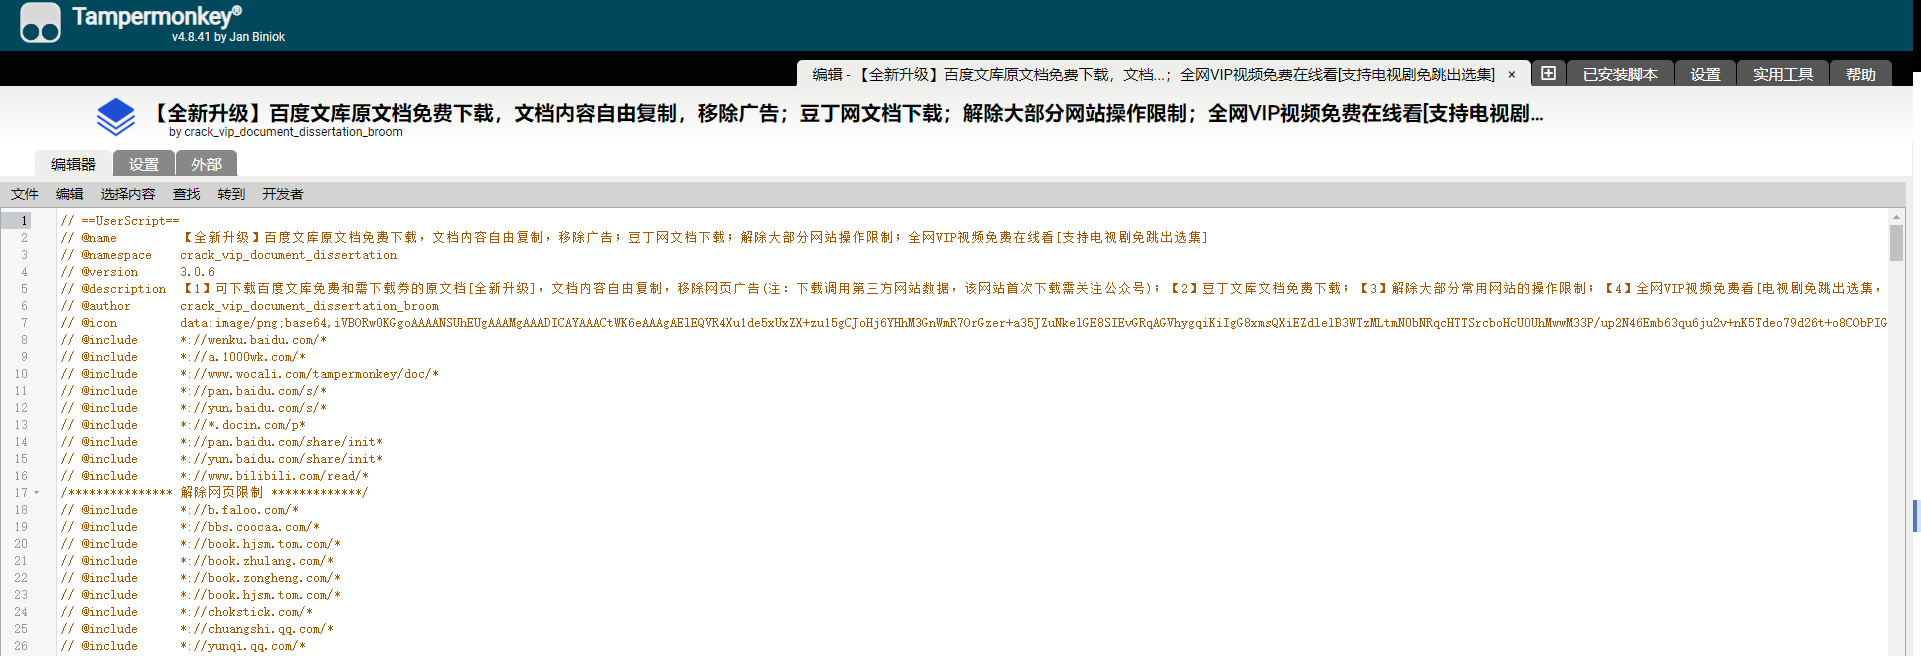 Tampermonkey®
v4.8.41 by Jan Biniok
编辑 - 【全新升级】百度文库原文档免费下载，文档...；全网VIP视频免费在线看[支持电视剧免跳出选集] × 已安装脚本 设置 实用工具 帮助
【全新升级】百度文库原文档免费下载，文档内容自由复制，移除广告；豆丁网文档下载；解除大部分网站操作限制；全网VIP视频免费在线看[支持电视剧...
by crack_vip_document_dissertation_broom
编辑器 设置 外部
文件 编辑 选择内容 查找 转到 开发者
1 // ==UserScript==
2 // @name 【全新升级】百度文库原文档免费下载，文档内容自由复制，移除广告；豆丁网文档下载；解除大部分网站操作限制；全网VIP视频免费在线看[支持电视剧免跳出选集]
3 // @namespace crack_vip_document_dissertation
4 // @version 3.0.6
5 // @description 【1】可下载百度文库免费和需下载券的原文档[全新升级]，文档内容自由复制，移除网页广告(注：下载调用第三方网站数据，该网站首次下载需关注公众号)；【2】豆丁文库文档免费下载；【3】解除大部分常用网站的操作限制；【4】全网VIP视频免费看[电视剧免跳出选集，
6 // @author crack_vip_document_dissertation_broom
7 // @icon data:image/png;base64,
8 // @include *://wenku.baidu.com/*
9 // @include *://a.1000wk.com/*
10 // @include *://www.wocali.com/tampermonkey/doc/*
11 // @include *://pan.baidu.com/s/*
12 // @include *://yun.baidu.com/s/*
13 // @include *://*.docin.com/p*
14 // @include *://pan.baidu.com/share/init*
15 // @include *://yun.baidu.com/share/init*
16 // @include *://www.bilibili.com/read/*
17 /*************** 解除网页限制 *************/
18 // @include *://b.faloo.com/*
19 // @include *://bbs.coocaa.com/*
20 // @include *://book.hjsm.tom.com/*
21 // @include *://book.zhulang.com/*
22 // @include *://book.zongheng.com/*
23 // @include *://book.hjsm.tom.com/*
24 // @include *://chokstick.com/*
25 // @include *://chuangshi.qq.com/*
26 // @include *://yunqi.qq.com/*